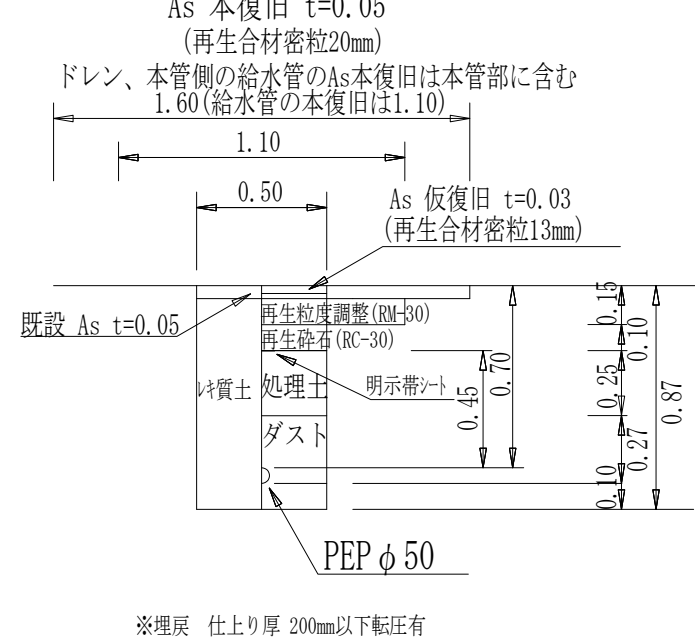 As 本復旧 t=0.05
(再生合材密粒20mm)
ドレン、本管側の給水管のAs本復旧は本管部に含む
1.60(給水管の本復旧は1.10)
1.10
0.50
As 仮復旧 t=0.03
(再生合材密粒13mm)
既設 As t=0.05
再生粒度調整(RM-30)
再生砕石(RC-30)
ﾚｷ質土
処理土
明示帯ｼｰﾄ
ダスト
0.45
0.70
0.15
0.10
0.25
0.27
0.10
0.87
PEPφ50
※埋戻 仕上り厚 200mm以下転圧有